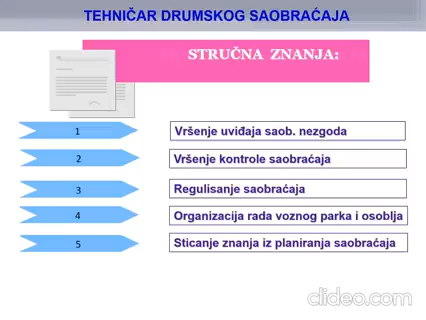 TEHNIČAR DRUMSKOG SAOBRAĆAJA
STRUČNA ZNANJA:
1 Vršenje uviđaja saob. nezgoda
2 Vršenje kontrole saobraćaja
3 Regulisanje saobraćaja
4 Organizacija rada voznog parka i osoblja
5 Sticanje znanja iz planiranja saobraćaja
clideo.com